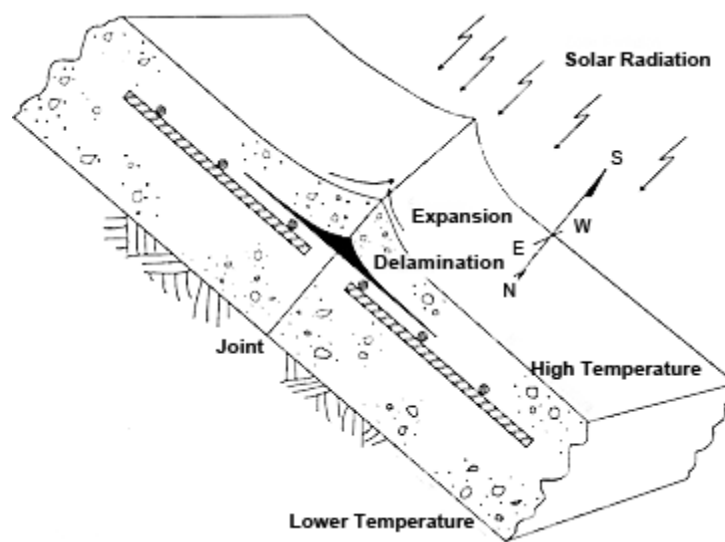 Solar Radiation
S
Expansion
W
E
Delamination
N
Joint
High Temperature
Lower Temperature